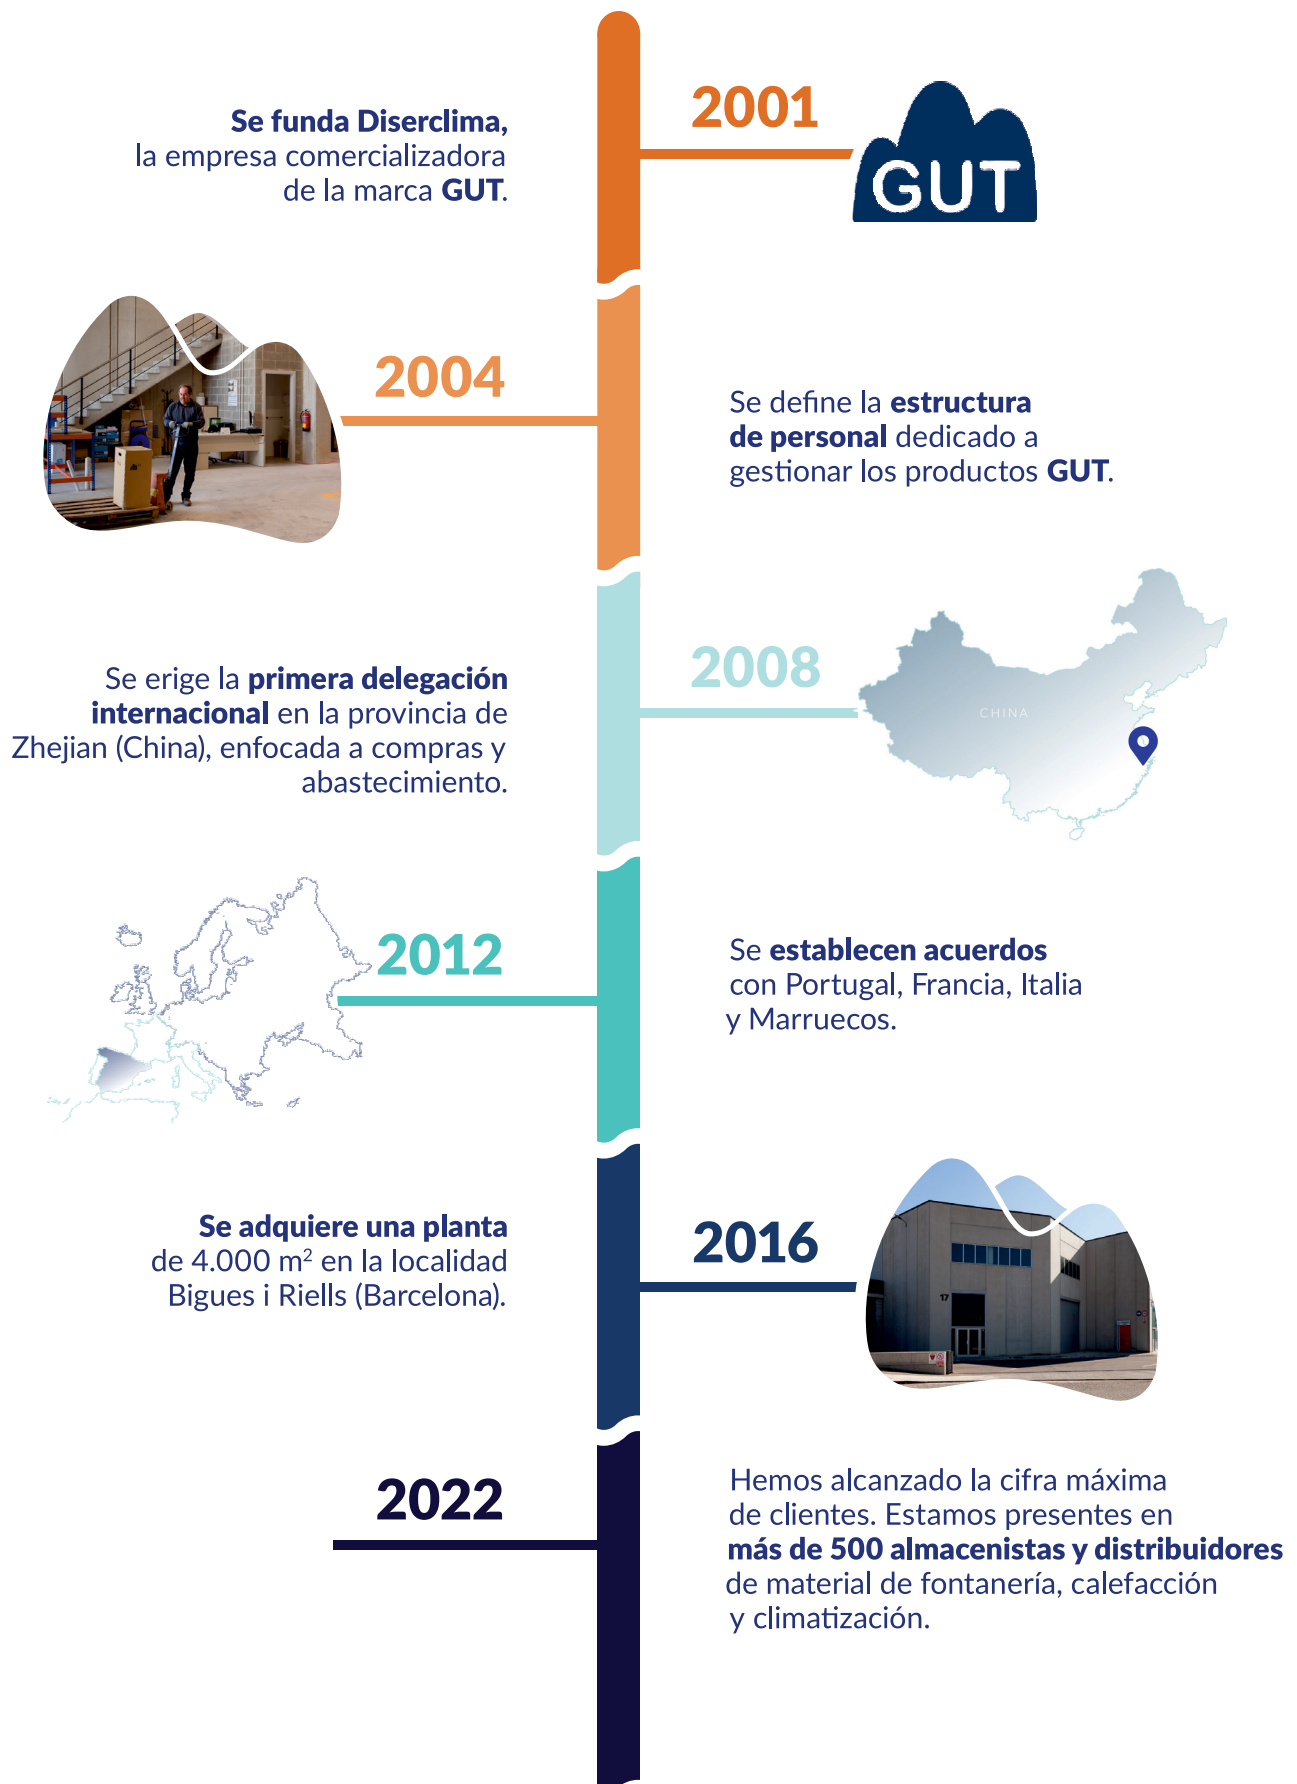 2001
GUT
Se funda Diserclima,
la empresa comercializadora
de la marca GUT.
2004
Se define la estructura
de personal dedicado a
gestionar los productos GUT.
2008
CHINA
Se erige la primera delegación
internacional en la provincia de
Zhejian (China), enfocada a compras y
abastecimiento.
2012
Se establecen acuerdos
con Portugal, Francia, Italia
y Marruecos.
2016
17
Se adquiere una planta
de 4.000 m² en la localidad
Bigues i Riells (Barcelona).
2022
Hemos alcanzado la cifra máxima
de clientes. Estamos presentes en
más de 500 almacenistas y distribuidores
de material de fontanería, calefacción
y climatización.